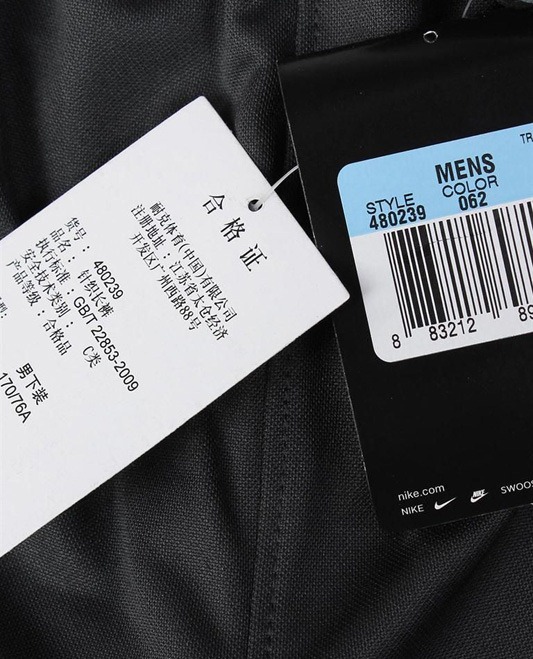 合格证
耐克体育(中国)有限公司
注册地址：江苏省太仓经济
开发区广州西路88号
货号： 480239
品名： 针织长裤
执行标准： GB/T 22853-2009
安全技术类别： C类
产品等级： 合格品
男下装
170/76A
TR
MENS
STYLE COLOR
480239 062
8 83212 89
nike.com
NIKE SWOOS